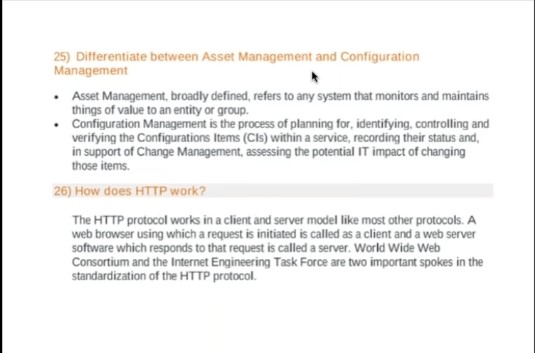 25) Differentiate between Asset Management and Configuration
Management
• Asset Management, broadly defined, refers to any system that monitors and maintains
things of value to an entity or group.
• Configuration Management is the process of planning for, identifying, controlling and
verifying the Configurations Items (CIs) within a service, recording their status and,
in support of Change Management, assessing the potential IT impact of changing
those items.
26) How does HTTP work?
The HTTP protocol works in a client and server model like most other protocols. A
web browser using which a request is initiated is called as a client and a web server
software which responds to that request is called a server. World Wide Web
Consortium and the Internet Engineering Task Force are two important spokes in the
standardization of the HTTP protocol.